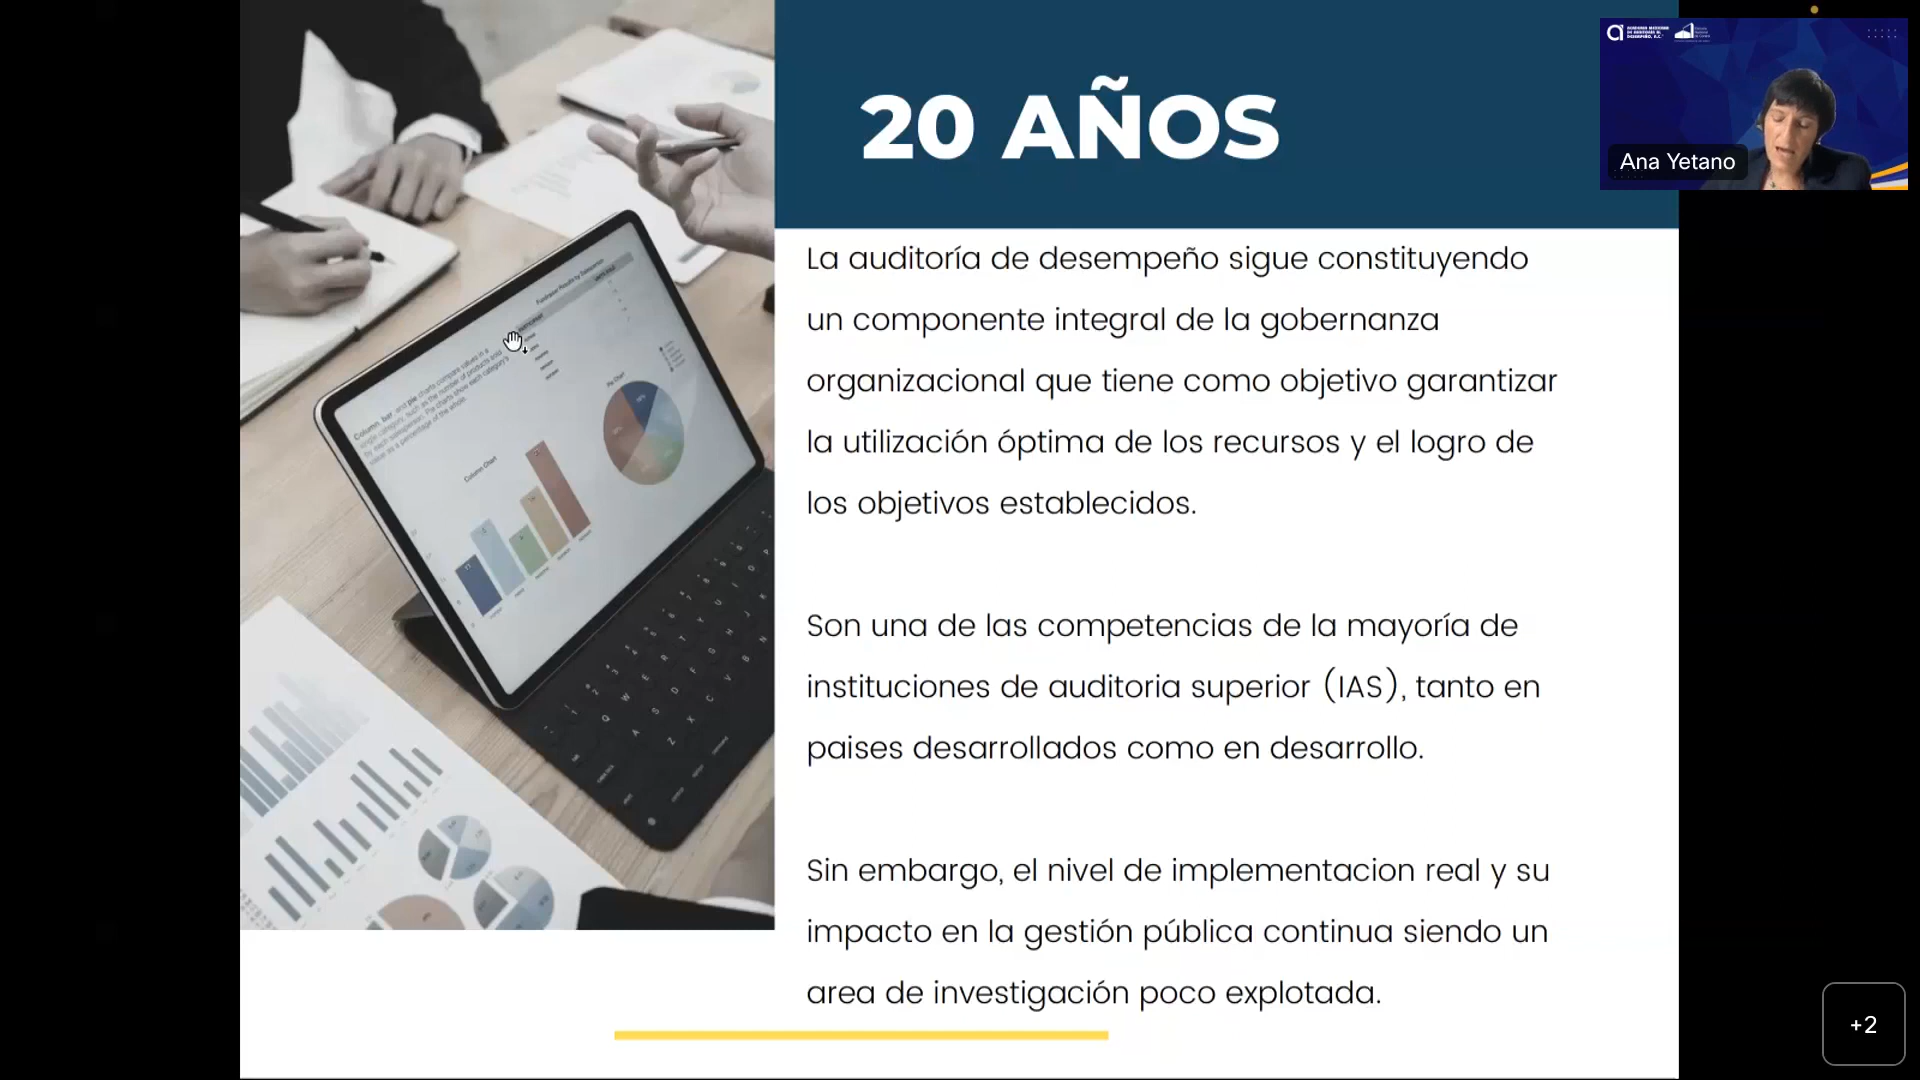 20 AÑOS
Ana Yetano
La auditoría de desempeño sigue constituyendo
un componente integral de la gobernanza
organizacional que tiene como objetivo garantizar
la utilización óptima de los recursos y el logro de
los objetivos establecidos.
Son una de las competencias de la mayoría de
instituciones de auditoria superior (IAS), tanto en
paises desarrollados como en desarrollo.
Sin embargo, el nivel de implementacion real y su
impacto en la gestión pública continua siendo un
area de investigación poco explotada.
Column Chart
Pie Chart
+2